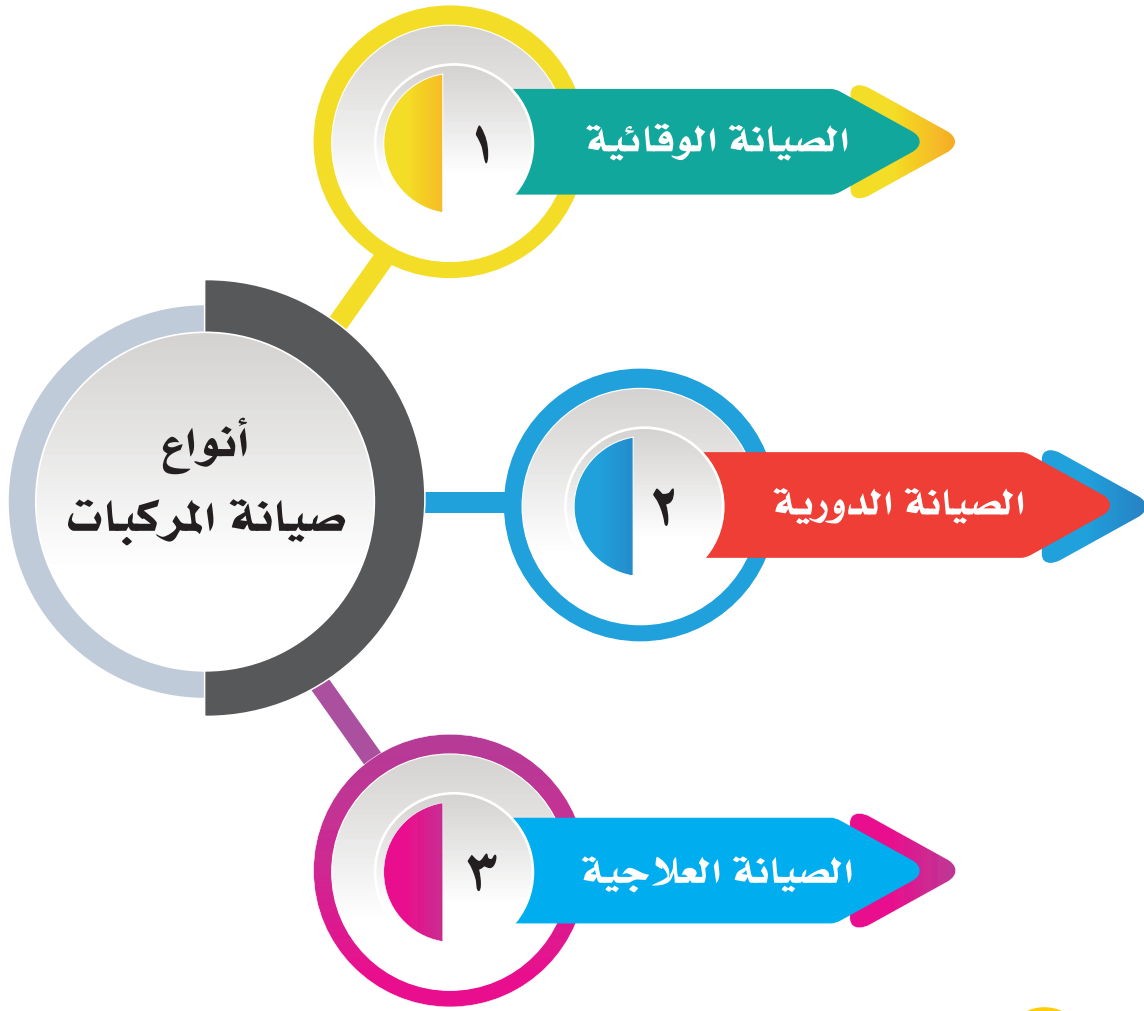 أنواع
صيانة المركبات
١
الصيانة الوقائية
٢
الصيانة الدورية
٣
الصيانة العلاجية